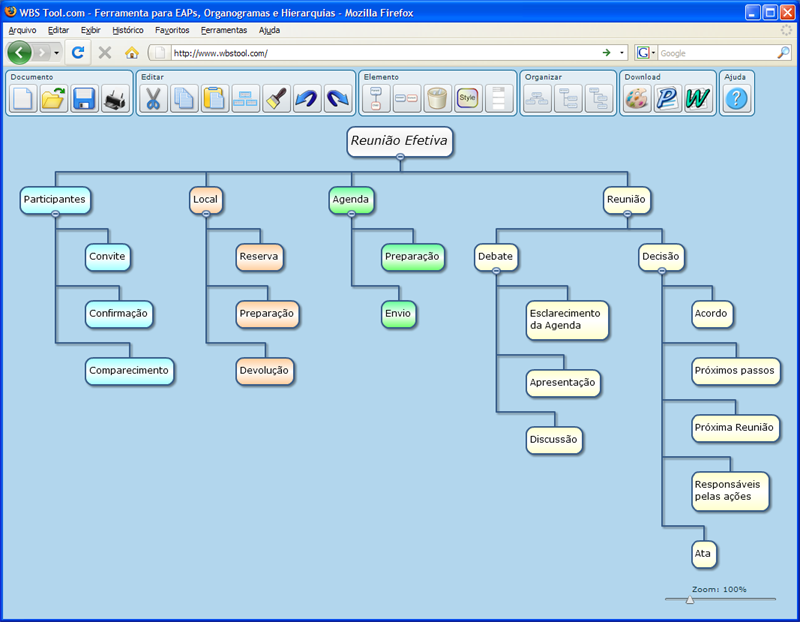 WBS Tool.com - Ferramenta para EAPs, Organogramas e Hierarquias - Mozilla Firefox
Arquivo Editar Exibir Histórico Favoritos Ferramentas Ajuda
http://www.wbstool.com/
G Google
Documento Editar Elemento Organizar Download Ajuda
Style
P W ?
Reunião Efetiva
Participantes Local Agenda Reunião
Convite Reserva Preparação Debate Decisão
Confirmação Preparação Envio Esclarecimento
da Agenda
Acordo
Comparecimento Devolução Apresentação Próximos passos
Discussão Próxima Reunião
Responsáveis
pelas ações
Ata
Zoom: 100%